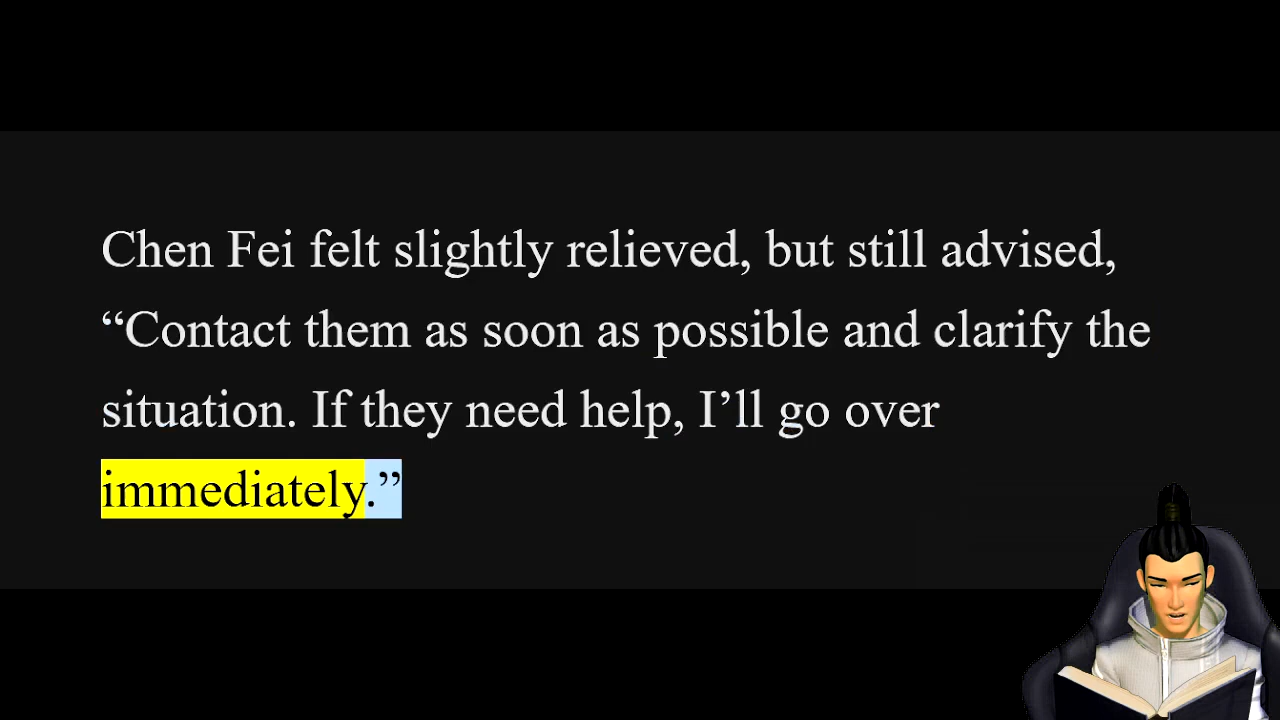 Chen Fei felt slightly relieved, but still advised,
“Contact them as soon as possible and clarify the
situation. If they need help, I’ll go over
immediately.”